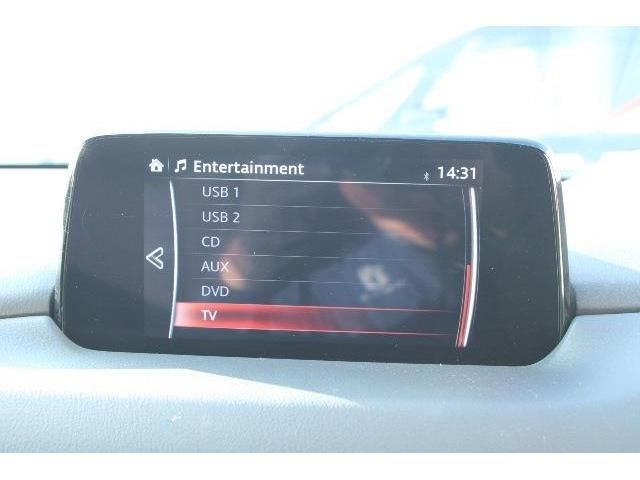 Entertainment 14:31
USB 1
USB 2
CD
AUX
DVD
TV